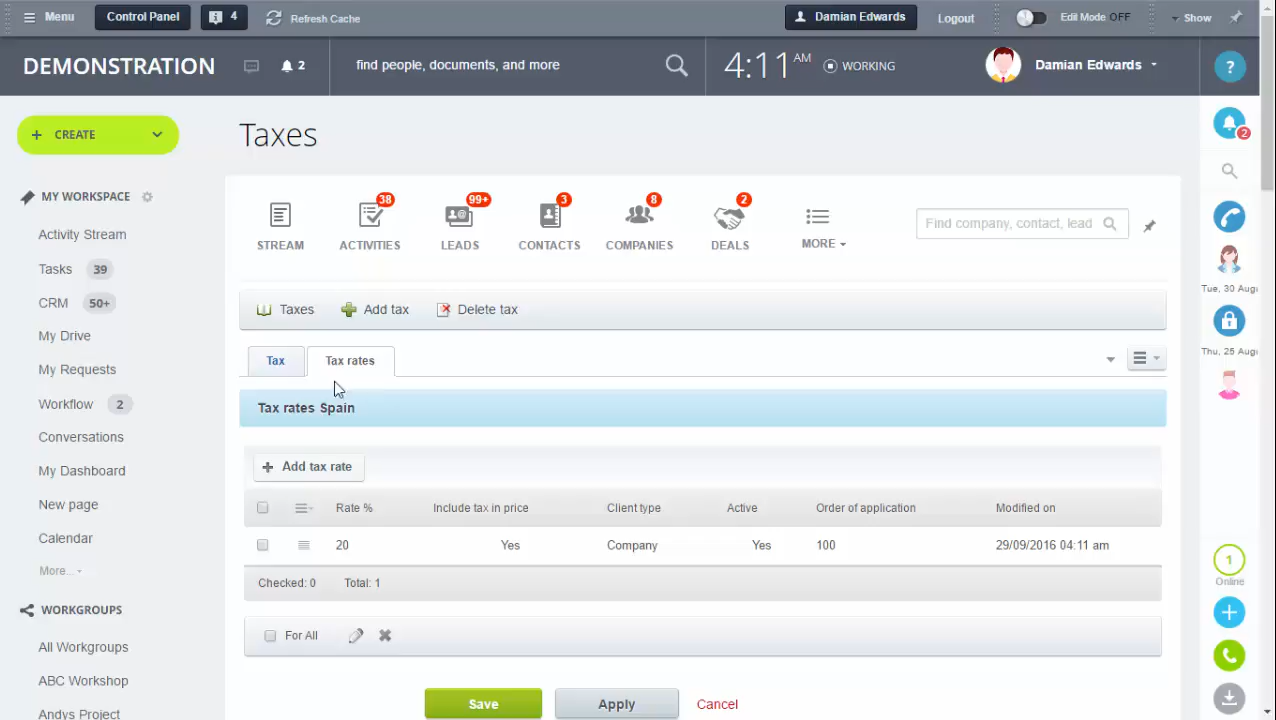 Menu Control Panel 4 Refresh Cache Damian Edwards Logout Edit Mode OFF Show
DEMONSTRATION 2 find people, documents, and more 4:11 AM WORKING Damian Edwards ?
+ CREATE
Taxes
2
MY WORKSPACE
38 99+ 3 8 2
STREAM ACTIVITIES LEADS CONTACTS COMPANIES DEALS MORE
Find company, contact, lead
Activity Stream
Tasks 39
CRM 50+
My Drive
My Requests
Workflow 2
Conversations
My Dashboard
New page
Calendar
More...
WORKGROUPS
All Workgroups
ABC Workshop
Andys Project
Taxes Add tax Delete tax
Tax Tax rates
Tax rates Spain
+ Add tax rate
Rate % Include tax in price Client type Active Order of application Modified on
20 Yes Company Yes 100 29/09/2016 04:11 am
Checked: 0 Total: 1
For All
Save Apply Cancel
Tue, 30 Augu
Thu, 25 Augu
1
Online